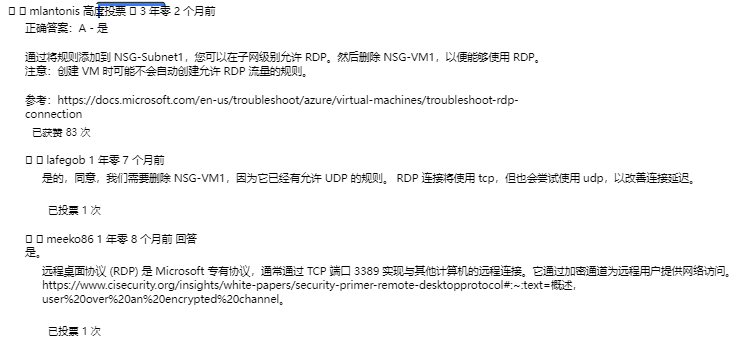 mlantonis 高度投票 3 年零 2 个月前
正确答案：A - 是
通过将规则添加到 NSG-Subnet1，您可以在子网级别允许 RDP。然后删除 NSG-VM1，以便能够使用 RDP。
注意：创建 VM 时可能不会自动创建允许 RDP 流量的规则。
参考：https://docs.microsoft.com/en-us/troubleshoot/azure/virtual-machines/troubleshoot-rdp-
connection
已获赞 83 次
lafegob 1 年零 7 个月前
是的，同意，我们需要删除 NSG-VM1，因为它已经有允许 UDP 的规则。 RDP 连接将使用 tcp，但也会尝试使用 udp，以改善连接延迟。
已投票 1 次
meeko86 1 年零 8 个月前 回答
是。
远程桌面协议 (RDP) 是 Microsoft 专有协议，通常通过 TCP 端口 3389 实现与其他计算机的远程连接。它通过加密通道为远程用户提供网络访问。
https://www.cisecurity.org/insights/white-papers/security-primer-remote-desktopprotocol#:~:text=概述，
user%20over%20an%20encrypted%20channel。
已投票 1 次